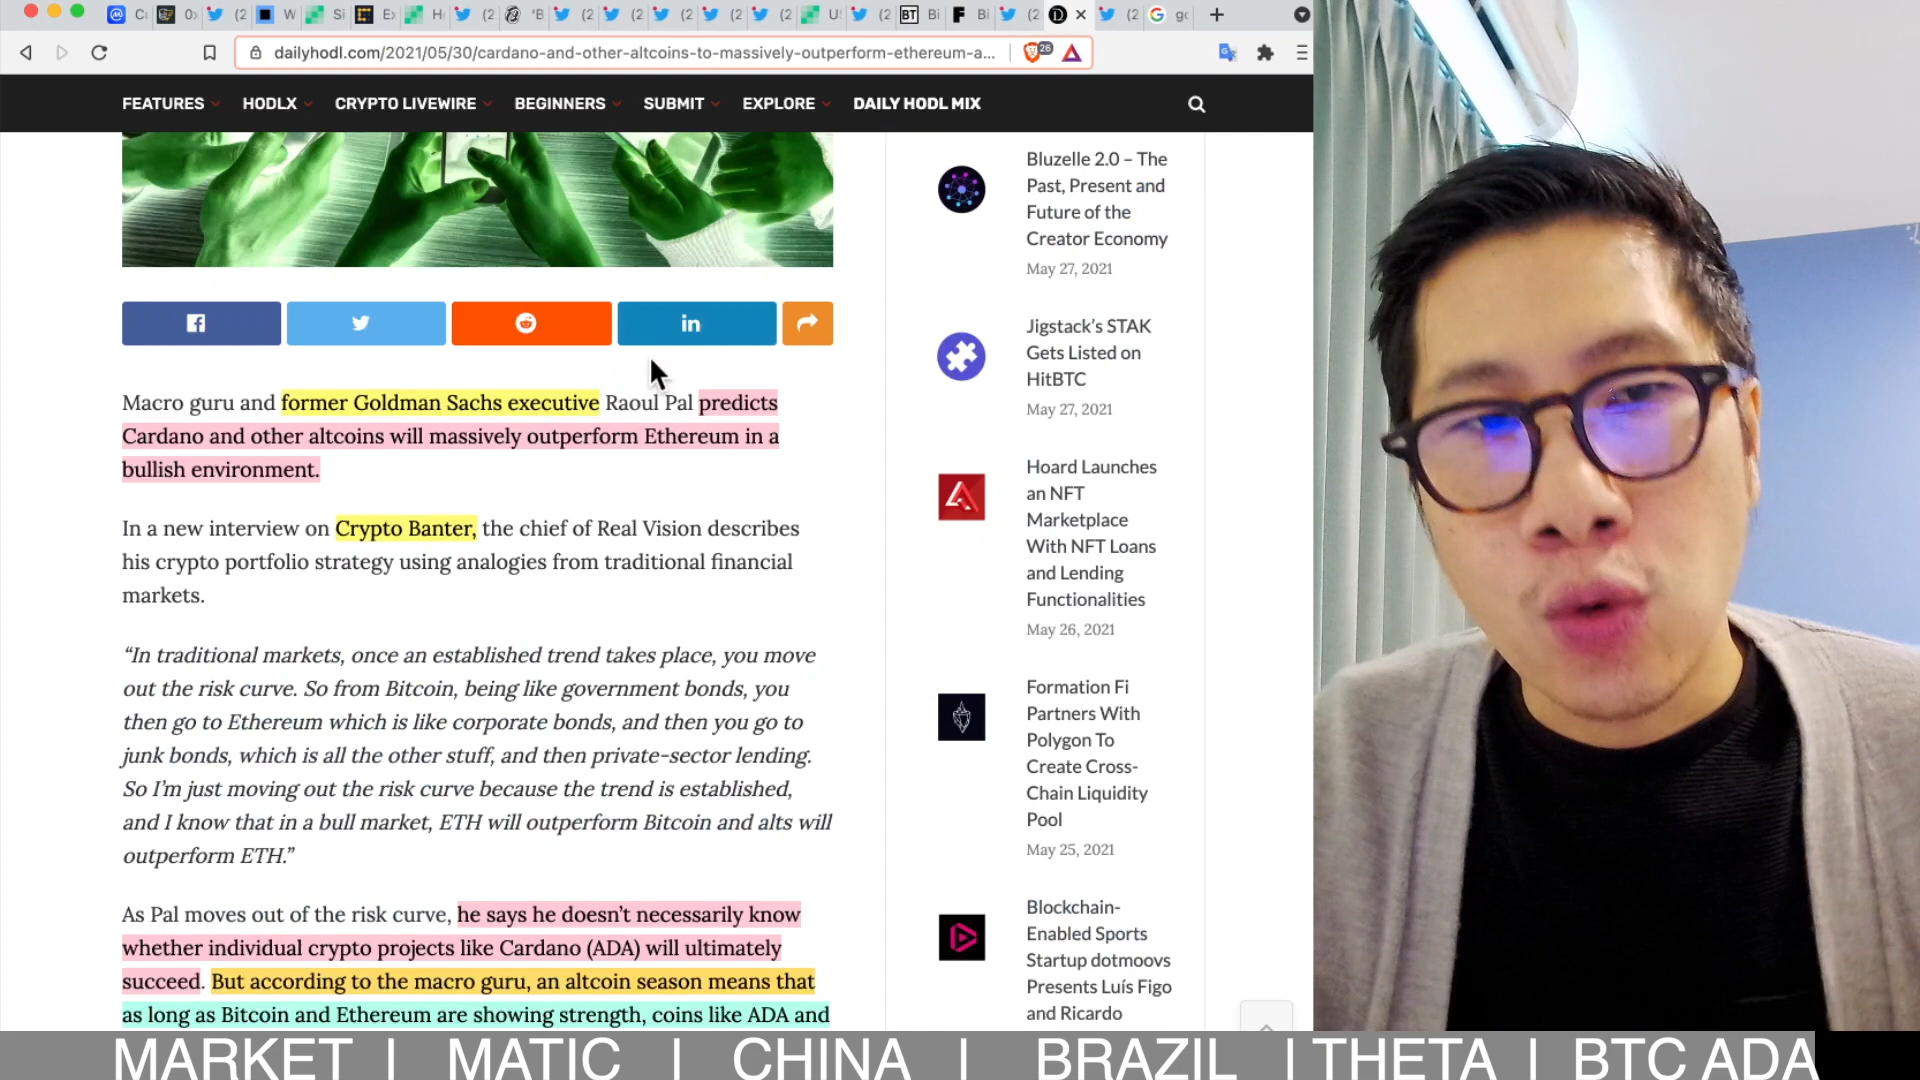 dailyhodl.com/2021/05/30/cardano-and-other-altcoins-to-massively-outperform-ethereum-a...
26
FEATURES HODLX CRYPTO LIVEWIRE BEGINNERS SUBMIT EXPLORE DAILY HODL MIX
Macro guru and former Goldman Sachs executive Raoul Pal predicts
Cardano and other altcoins will massively outperform Ethereum in a
bullish environment.
In a new interview on Crypto Banter, the chief of Real Vision describes
his crypto portfolio strategy using analogies from traditional financial
markets.
“In traditional markets, once an established trend takes place, you move
out the risk curve. So from Bitcoin, being like government bonds, you
then go to Ethereum which is like corporate bonds, and then you go to
junk bonds, which is all the other stuff, and then private-sector lending.
So I’m just moving out the risk curve because the trend is established,
and I know that in a bull market, ETH will outperform Bitcoin and alts will
outperform ETH.”
As Pal moves out of the risk curve, he says he doesn’t necessarily know
whether individual crypto projects like Cardano (ADA) will ultimately
succeed. But according to the macro guru, an altcoin season means that
as long as Bitcoin and Ethereum are showing strength, coins like ADA and
Bluzelle 2.0 – The
Past, Present and
Future of the
Creator Economy
May 27, 2021
Jigstack’s STAK
Gets Listed on
HitBTC
May 27, 2021
Hoard Launches
an NFT
Marketplace
With NFT Loans
and Lending
Functionalities
May 26, 2021
Formation Fi
Partners With
Polygon To
Create Cross-
Chain Liquidity
Pool
May 25, 2021
Blockchain-
Enabled Sports
Startup dotmoovs
Presents Luís Figo
and Ricardo
MARKET | MATIC | CHINA | BRAZIL | THETA | BTC ADA